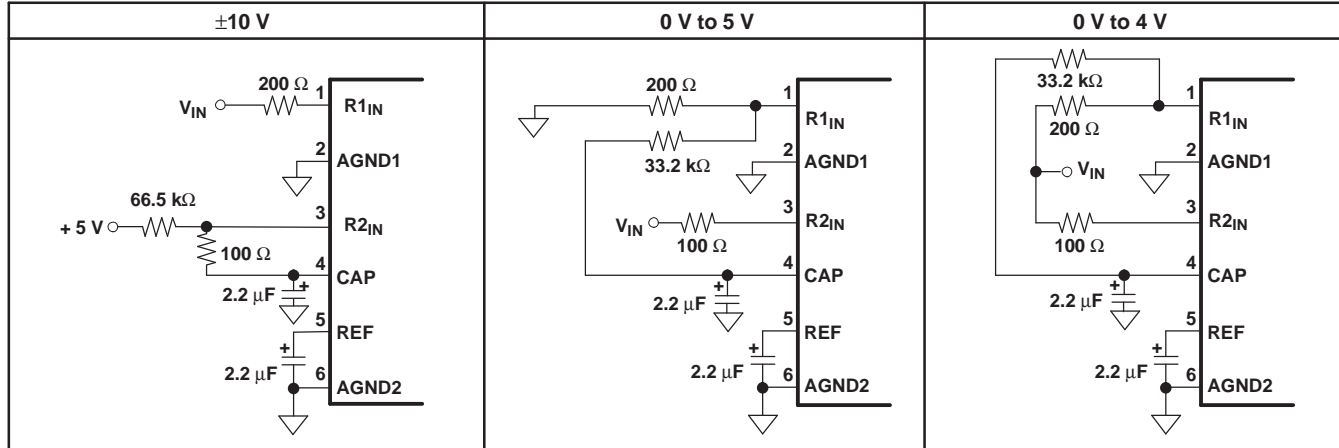 ±10 V
200 Ω
V_IN
1
R1_IN
2
AGND1
66.5 kΩ
+ 5 V
3
R2_IN
100 Ω
4
CAP
+
2.2 μF
5
REF
+
2.2 μF
6
AGND2
0 V to 5 V
200 Ω
1
R1_IN
33.2 kΩ
2
AGND1
V_IN
3
R2_IN
100 Ω
4
CAP
+
2.2 μF
5
REF
+
2.2 μF
6
AGND2
0 V to 4 V
33.2 kΩ
1
R1_IN
200 Ω
2
AGND1
V_IN
3
R2_IN
100 Ω
4
CAP
+
2.2 μF
5
REF
+
2.2 μF
6
AGND2